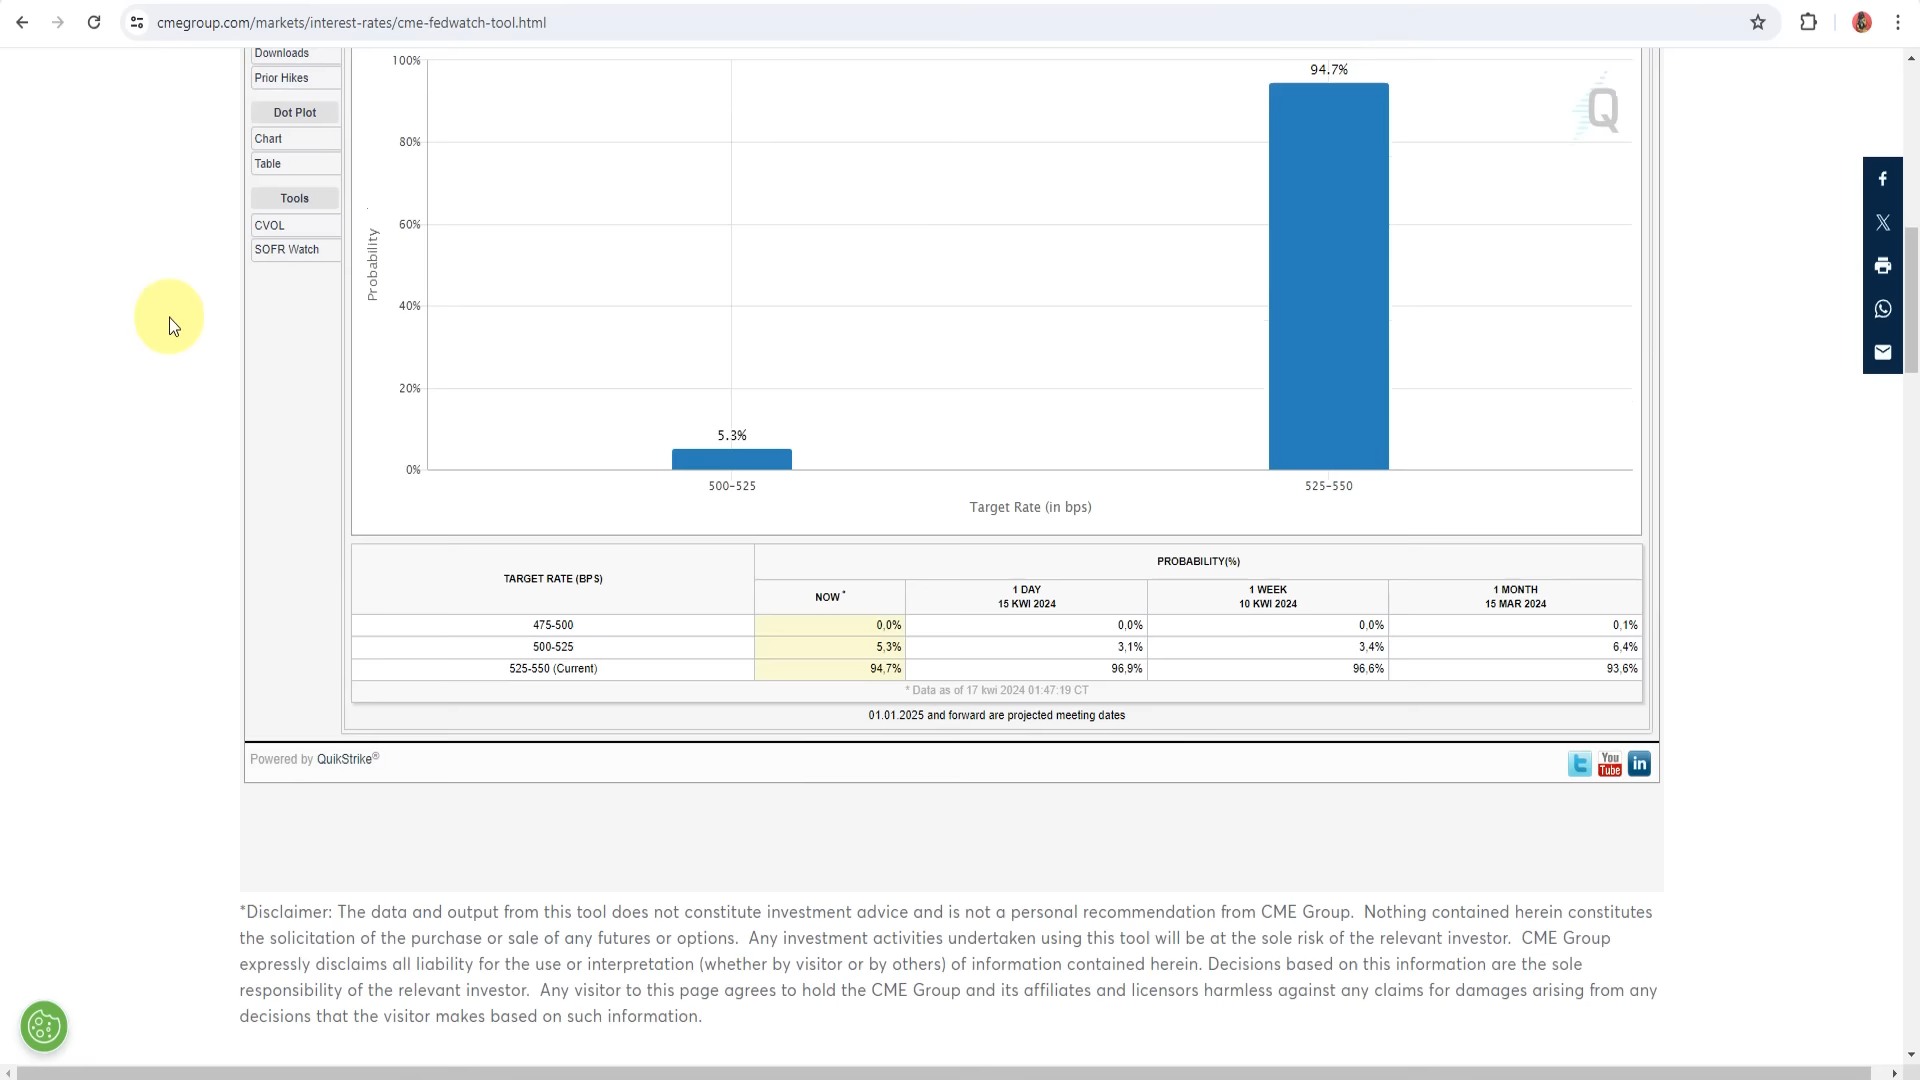 cmegroup.com/markets/interest-rates/cme-fedwatch-tool.html
Downloads
Prior Hikes
Dot Plot
Chart
Table
Tools
CVOL
SOFR Watch
100%
80%
60%
40%
20%
0%
Probability
94.7%
5.3%
500-525
525-550
Target Rate (in bps)
Q
TARGET RATE (BPS)
PROBABILITY(%)
NOW *
1 DAY
15 KWI 2024
1 WEEK
10 KWI 2024
1 MONTH
15 MAR 2024
475-500 0,0% 0,0% 0,0% 0,1%
500-525 5,3% 3,1% 3,4% 6,4%
525-550 (Current) 94,7% 96,9% 96,6% 93,6%
* Data as of 17 kwi 2024 01:47:19 CT
01.01.2025 and forward are projected meeting dates
Powered by QuikStrike®
You Tube
in
*Disclaimer: The data and output from this tool does not constitute investment advice and is not a personal recommendation from CME Group. Nothing contained herein constitutes
the solicitation of the purchase or sale of any futures or options. Any investment activities undertaken using this tool will be at the sole risk of the relevant investor. CME Group
expressly disclaims all liability for the use or interpretation (whether by visitor or by others) of information contained herein. Decisions based on this information are the sole
responsibility of the relevant investor. Any visitor to this page agrees to hold the CME Group and its affiliates and licensors harmless against any claims for damages arising from any
decisions that the visitor makes based on such information.